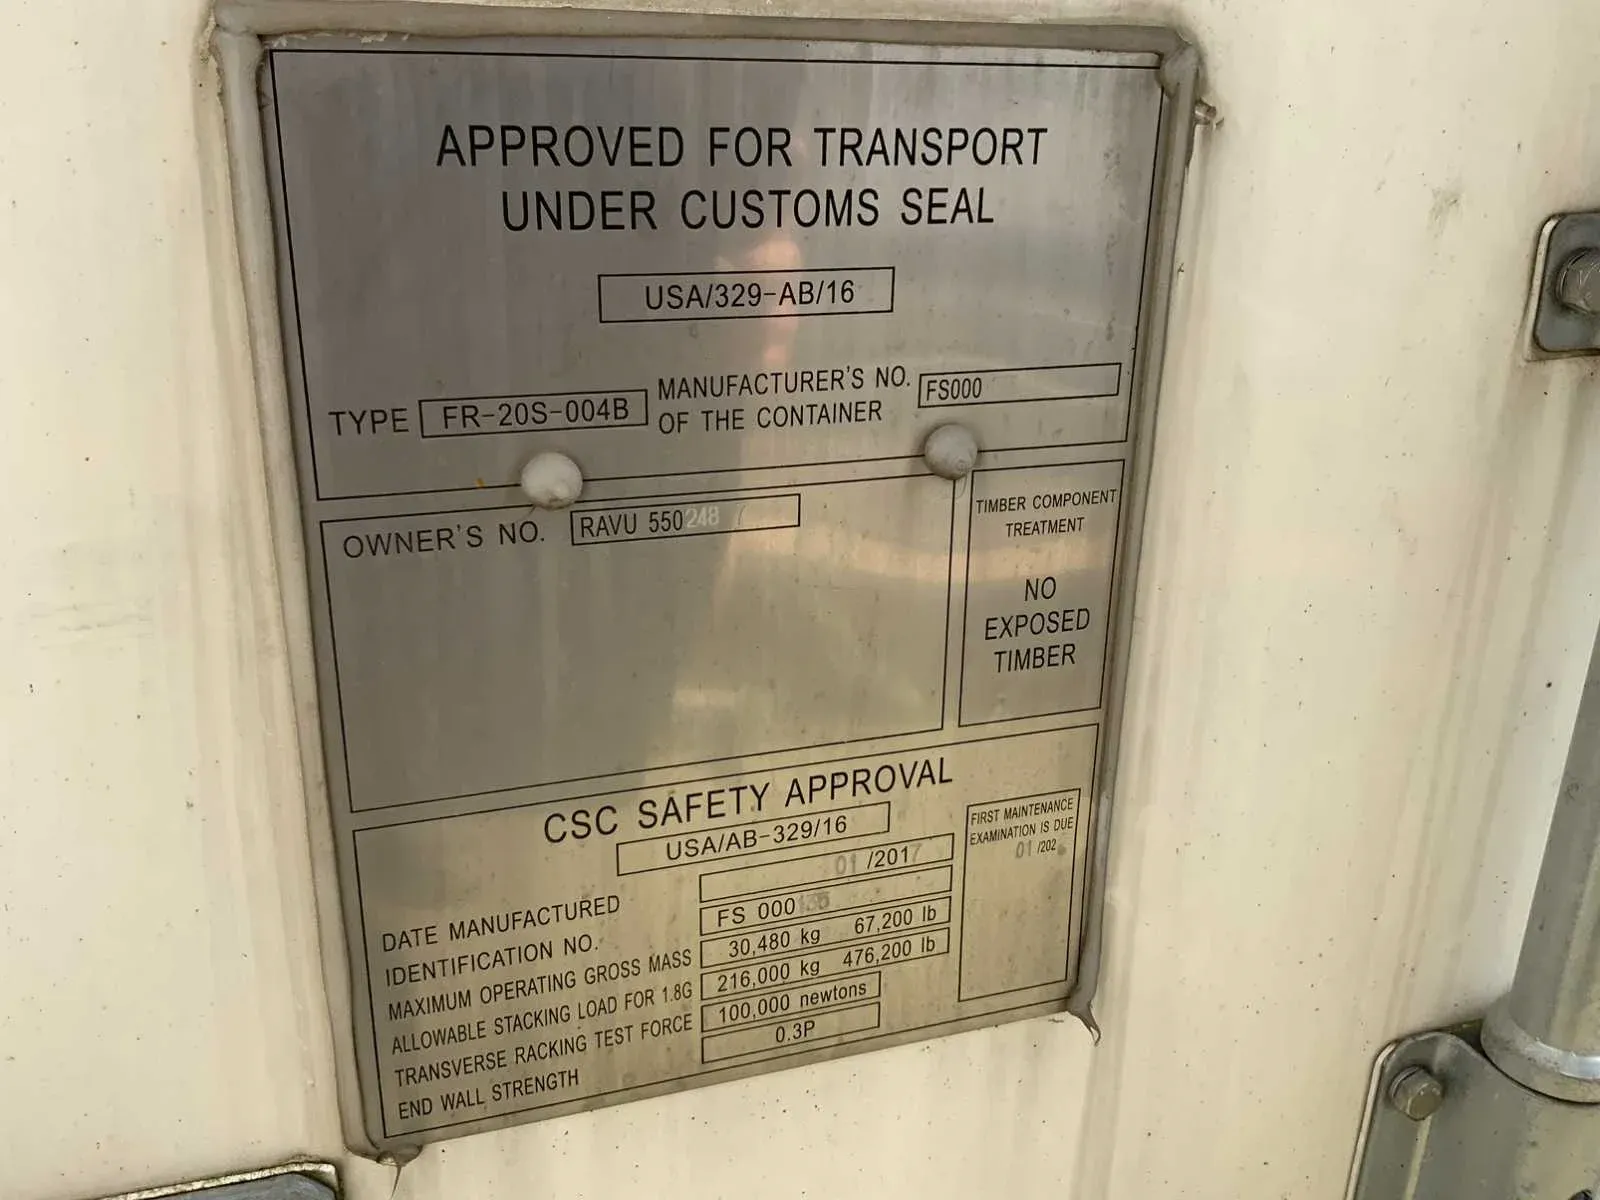 APPROVED FOR TRANSPORT
UNDER CUSTOMS SEAL
USA/329-AB/16
TYPE FR-20S-004B
MANUFACTURER'S NO.
OF THE CONTAINER
FS000
OWNER'S NO. RAVU 550248
TIMBER COMPONENT
TREATMENT
NO
EXPOSED
TIMBER
CSC SAFETY APPROVAL
USA/AB-329/16
DATE MANUFACTURED 01/2017
IDENTIFICATION NO.
MAXIMUM OPERATING GROSS MASS 30,480 kg 67,200 lb
ALLOWABLE STACKING LOAD FOR 1.8G 216,000 kg 476,200 lb
TRANSVERSE RACKING TEST FORCE 100,000 newtons
END WALL STRENGTH 0.3P
FIRST MAINTENANCE
EXAMINATION IS DUE